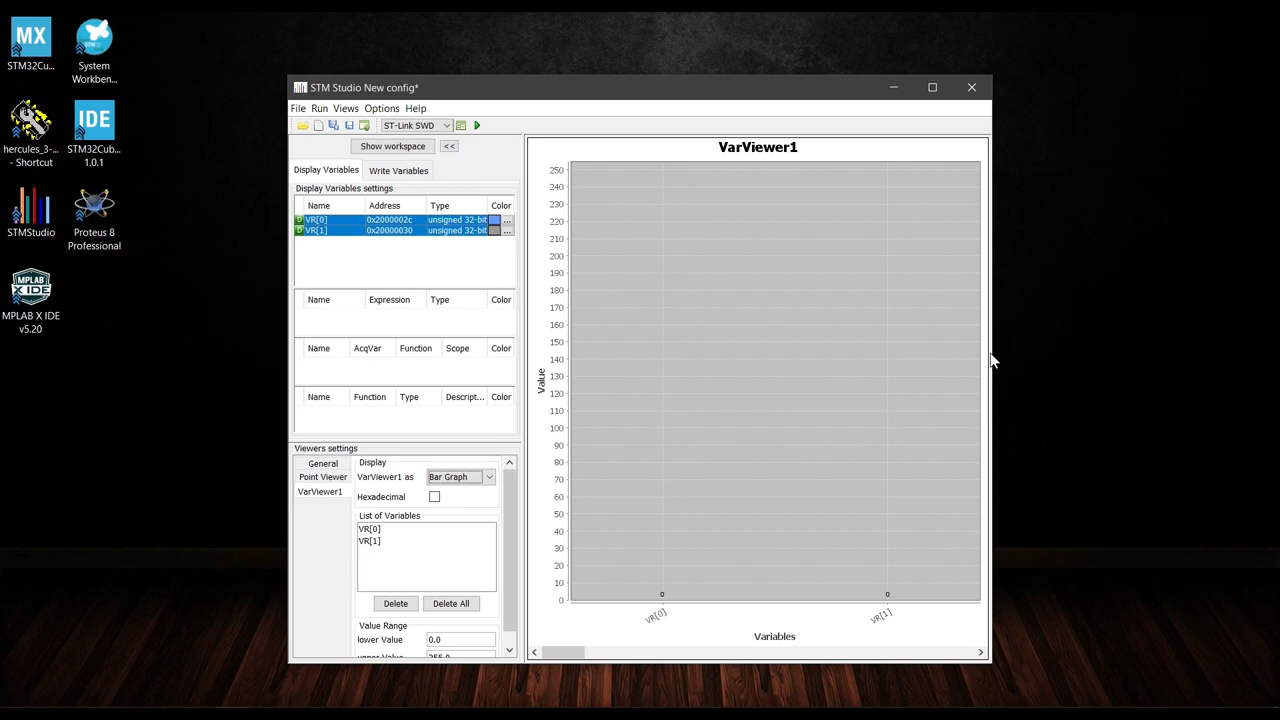 MX
STM32Cu...
System
Workben...
hercules_3-...
- Shortcut
IDE
STM32Cub...
1.0.1
STMStudio
Proteus 8
Professional
MPLAB
X IDE
MPLAB X IDE
v5.20
STM Studio New config*
File Run Views Options Help
ST-Link SWD
Show workspace
<<
Display Variables
Write Variables
Display Variables settings
Name Address Type Color
D VR[0] 0x2000002c unsigned 32-bit ...
D VR[1] 0x20000030 unsigned 32-bit ...
Name Expression Type Color
Name AcqVar Function Scope Color
Name Function Type Descript... Color
Viewers settings
General
Point Viewer
VarViewer1
Display
VarViewer1 as Bar Graph
Hexadecimal
List of Variables
VR[0]
VR[1]
Delete Delete All
Value Range
lower Value 0.0
upper Value 255.0
VarViewer1
250
240
230
220
210
200
190
180
170
160
150
140
130
120
110
100
90
80
70
60
50
40
30
20
10
0
Value
0 0
VR[0] VR[1]
Variables